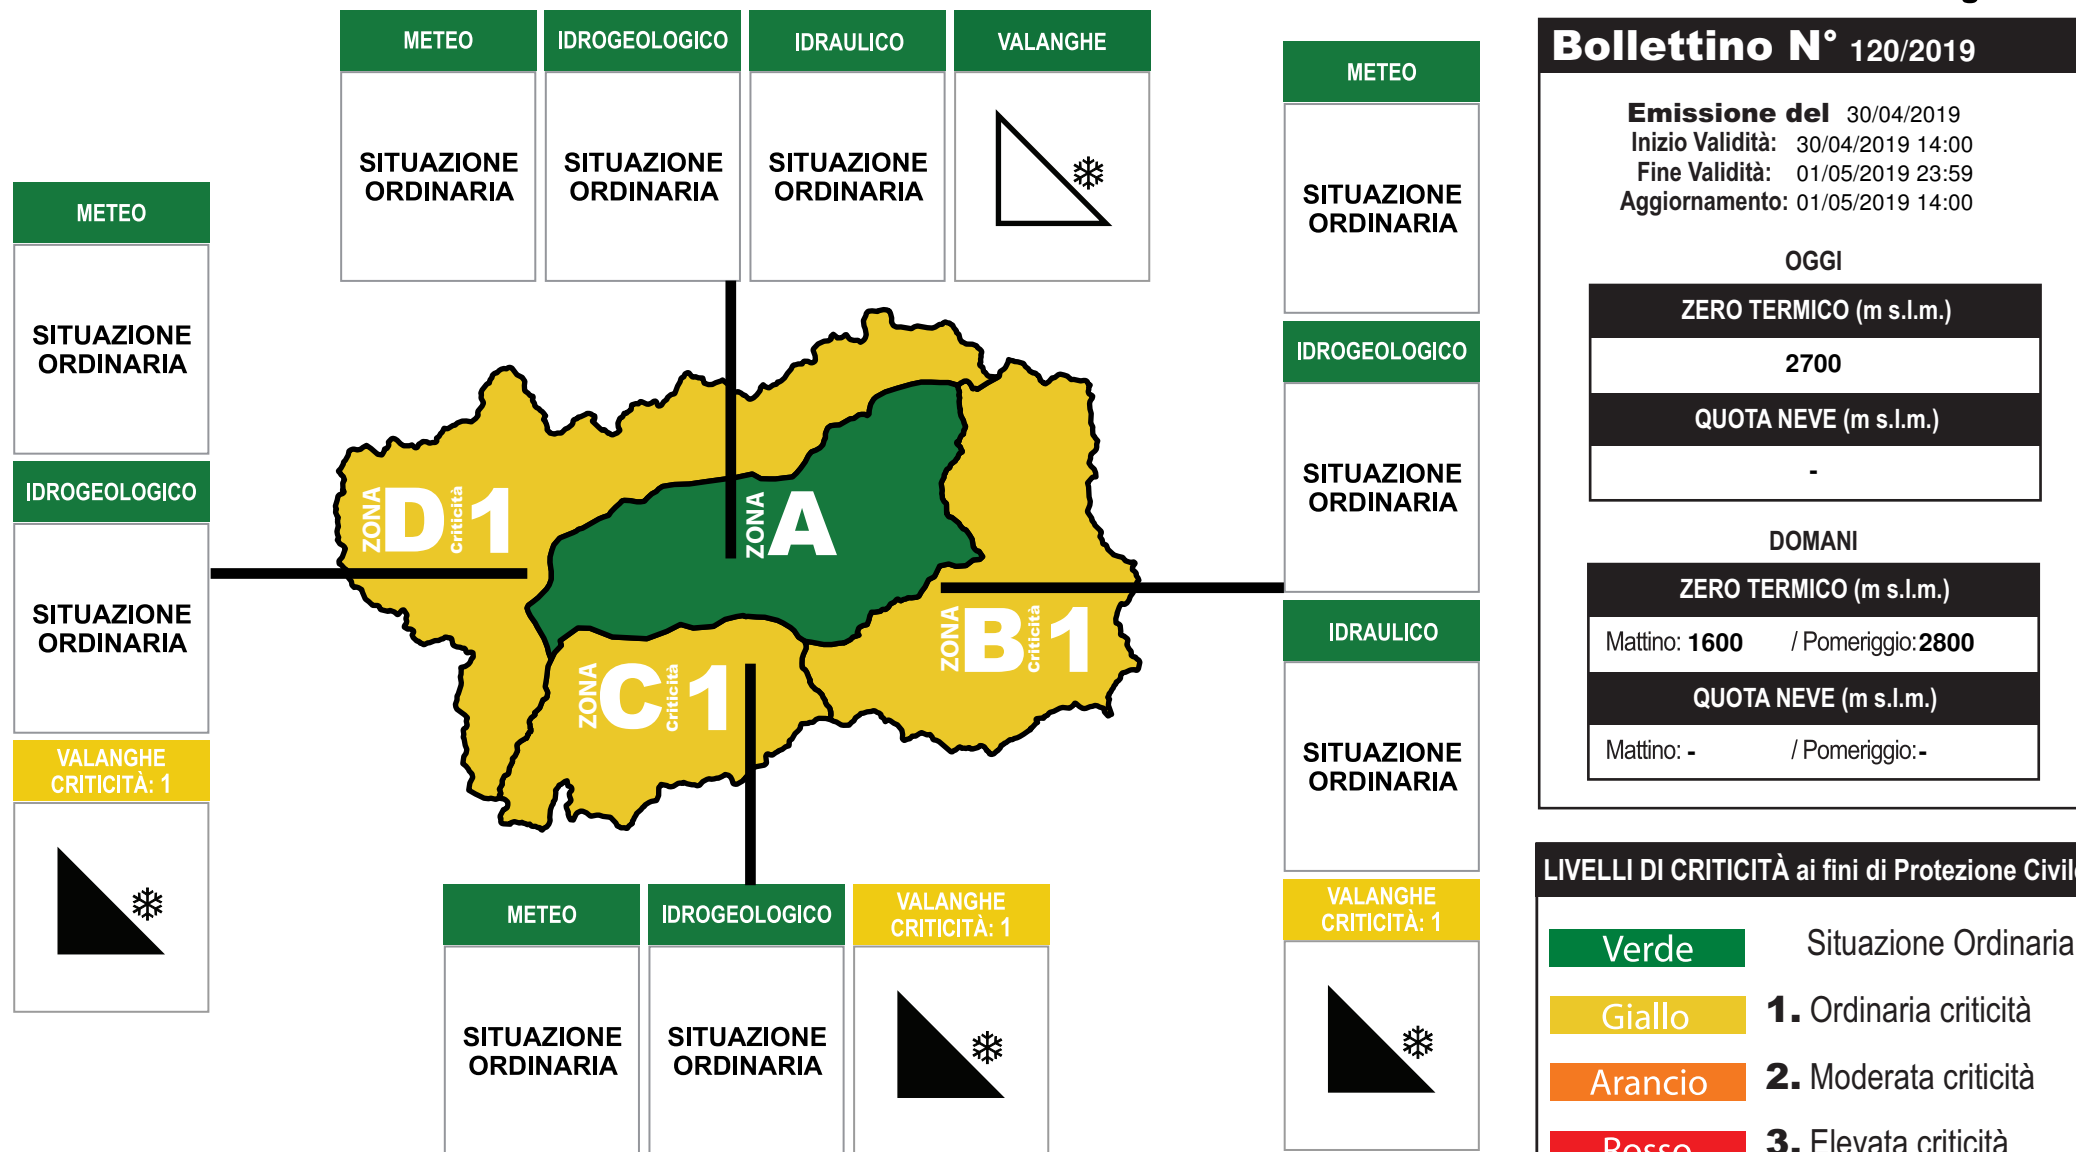 METEO
IDROGEOLOGICO
IDRAULICO
VALANGHE
SITUAZIONE
ORDINARIA
SITUAZIONE
ORDINARIA
SITUAZIONE
ORDINARIA
METEO
SITUAZIONE
ORDINARIA
IDROGEOLOGICO
SITUAZIONE
ORDINARIA
VALANGHE
CRITICITÀ: 1
ZONA D Criticità 1
ZONA A
ZONA B Criticità 1
ZONA C Criticità 1
METEO
IDROGEOLOGICO
VALANGHE
CRITICITÀ: 1
SITUAZIONE
ORDINARIA
SITUAZIONE
ORDINARIA
METEO
SITUAZIONE
ORDINARIA
IDROGEOLOGICO
SITUAZIONE
ORDINARIA
IDRAULICO
SITUAZIONE
ORDINARIA
VALANGHE
CRITICITÀ: 1
Bollettino N° 120/2019
Emissione del 30/04/2019
Inizio Validità: 30/04/2019 14:00
Fine Validità: 01/05/2019 23:59
Aggiornamento: 01/05/2019 14:00
OGGI
ZERO TERMICO (m s.l.m.)
2700
QUOTA NEVE (m s.l.m.)
-
DOMANI
ZERO TERMICO (m s.l.m.)
Mattino: 1600 / Pomeriggio: 2800
QUOTA NEVE (m s.l.m.)
Mattino: - / Pomeriggio: -
LIVELLI DI CRITICITÀ ai fini di Protezione Civile
Verde Situazione Ordinaria
Giallo 1. Ordinaria criticità
Arancio 2. Moderata criticità
Rosso 3. Elevata criticità